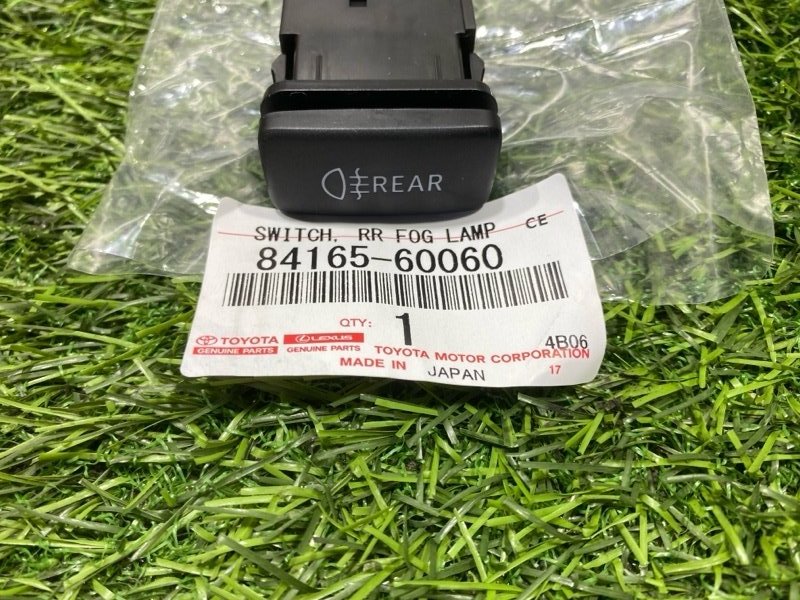 REAR
SWITCH, RR FOG LAMP CE
84165-60060
QTY: 1
4B06
TOYOTA LEXUS
GENUINE PARTS GENUINE PARTS TOYOTA MOTOR CORPORATION
MADE IN JAPAN 17